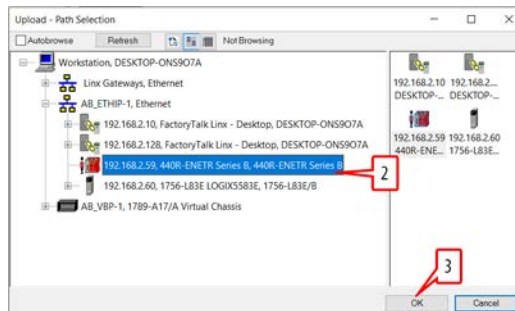 Upload - Path Selection
Autobrowse Refresh Not Browsing
Workstation, DESKTOP-ONS9O7A
Linx Gateways, Ethernet
AB_ETHIP-1, Ethernet
192.168.2.10, FactoryTalk Linx - Desktop, DESKTOP-ONS9O7A
192.168.2.128, FactoryTalk Linx - Desktop, DESKTOP-ONS9O7A
192.168.2.59, 440R-ENETR Series B, 440R-ENETR Series B
192.168.2.60, 1756-L83E LOGIX5583E, 1756-L83E/B
AB_VBP-1, 1789-A17/A Virtual Chassis
192.168.2.10 192.168.2....
DESKTOP-... DESKTOP-...
192.168.2.59 192.168.2.60
440R-ENE... 1756-L83E...
2
3
OK Cancel